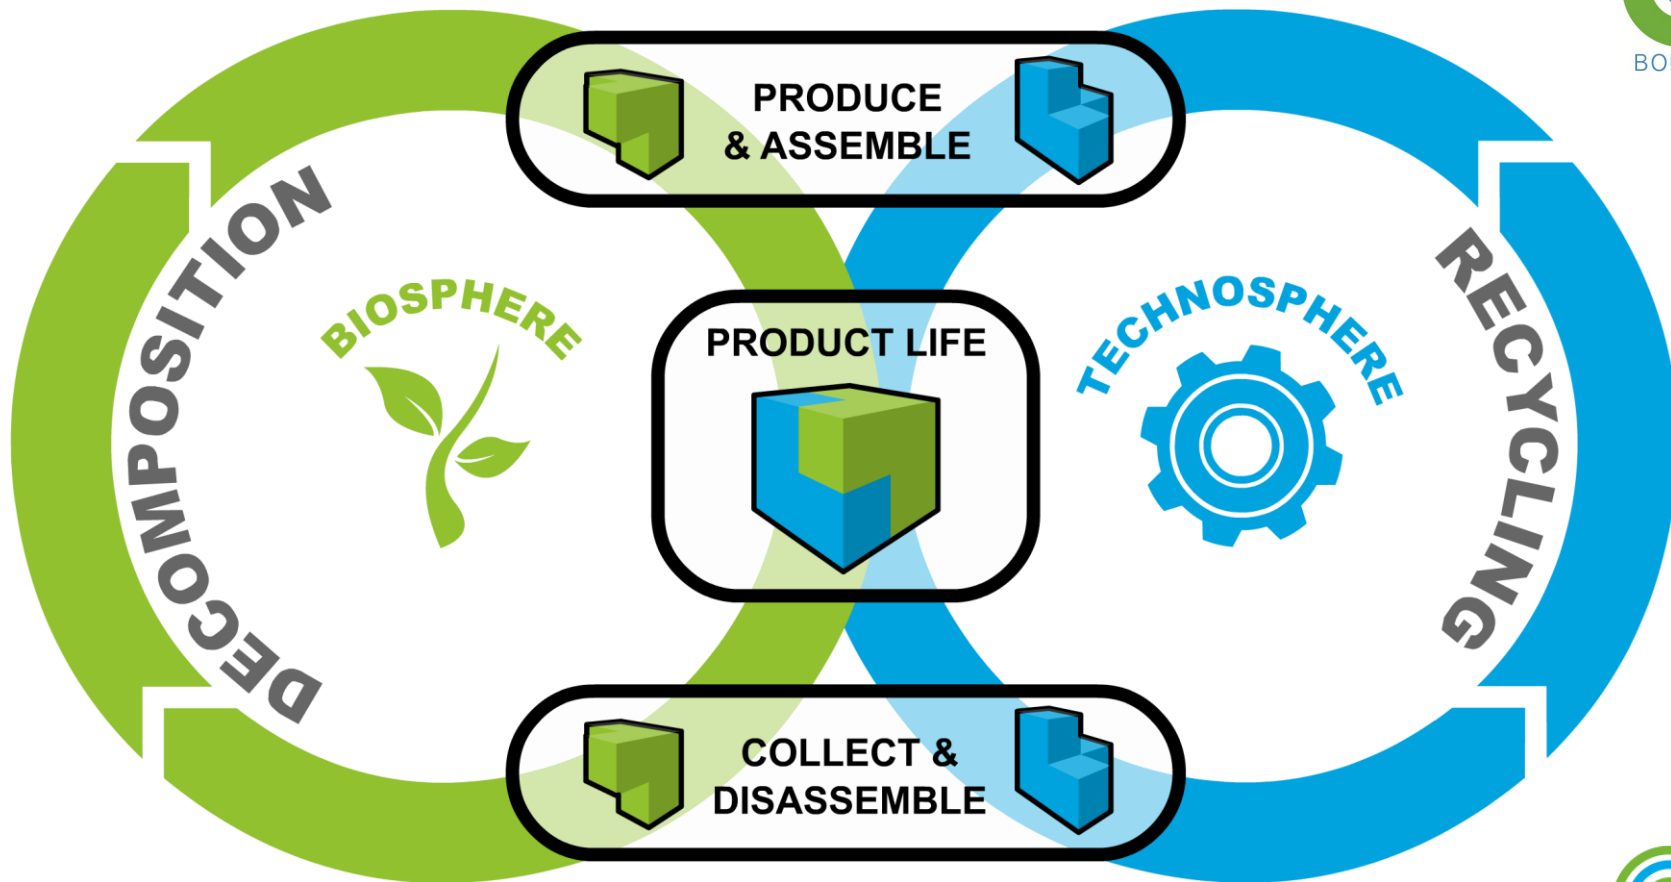 PRODUCE
& ASSEMBLE
DECOMPOSITION
BIOSPHERE
PRODUCT LIFE
TECHNOSPHERE
RECYCLING
COLLECT &
DISASSEMBLE